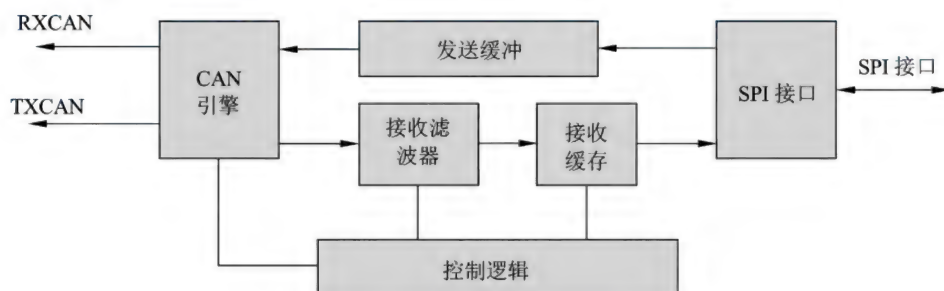 RXCAN
TXCAN
CAN
引擎
发送缓冲
接收滤
波器
接收
缓存
SPI 接口
SPI 接口
控制逻辑